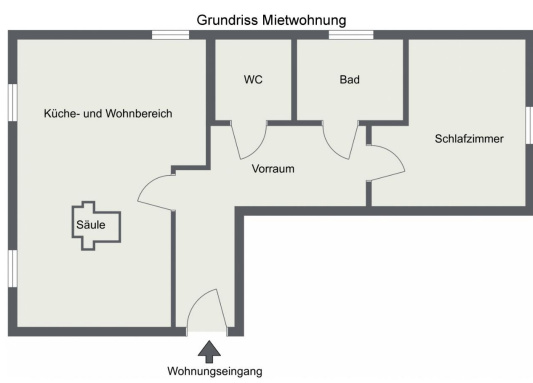 Grundriss Mietwohnung
WC
Bad
Küche- und Wohnbereich
Schlafzimmer
Vorraum
Säule
Wohnungseingang